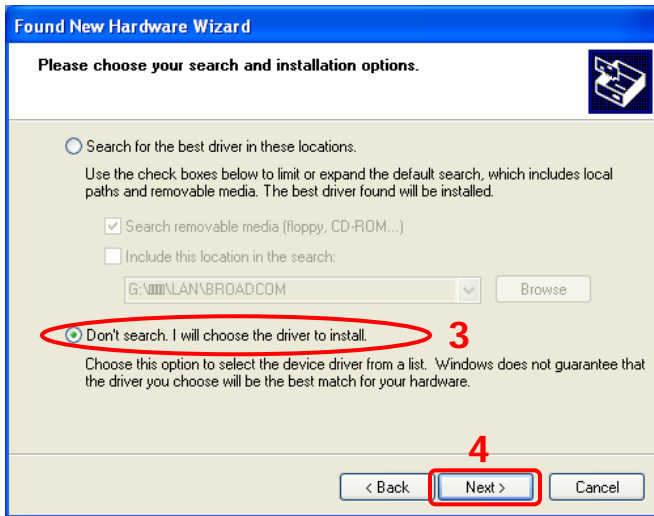 Found New Hardware Wizard
Please choose your search and installation options.
Search for the best driver in these locations.
Use the check boxes below to limit or expand the default search, which includes local
paths and removable media. The best driver found will be installed.
Search removable media (floppy, CD-ROM...)
Include this location in the search:
\LAN\BROADCOM
Browse
Don't search. I will choose the driver to install.
3
Choose this option to select the device driver from a list. Windows does not guarantee that
the driver you choose will be the best match for your hardware.
4
< Back
Next >
Cancel